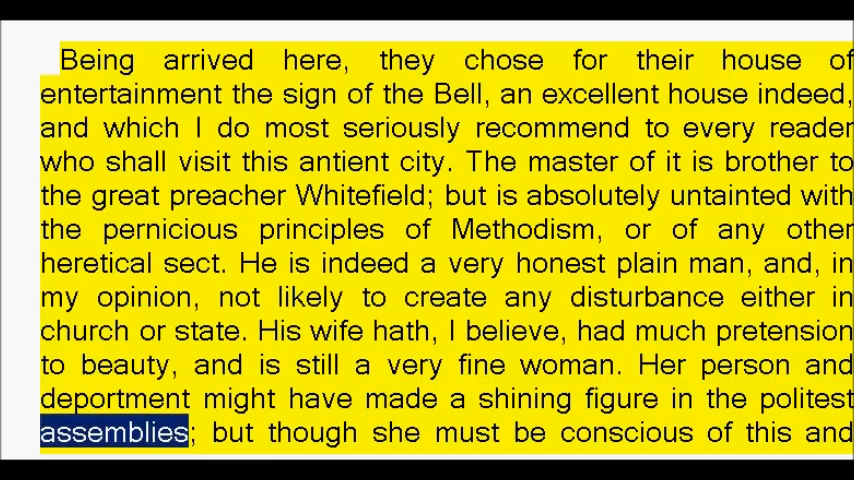 Being arrived here, they chose for their house of
entertainment the sign of the Bell, an excellent house indeed,
and which I do most seriously recommend to every reader
who shall visit this antient city. The master of it is brother to
the great preacher Whitefield; but is absolutely untainted with
the pernicious principles of Methodism, or of any other
heretical sect. He is indeed a very honest plain man, and, in
my opinion, not likely to create any disturbance either in
church or state. His wife hath, I believe, had much pretension
to beauty, and is still a very fine woman. Her person and
deportment might have made a shining figure in the politest
assemblies; but though she must be conscious of this and